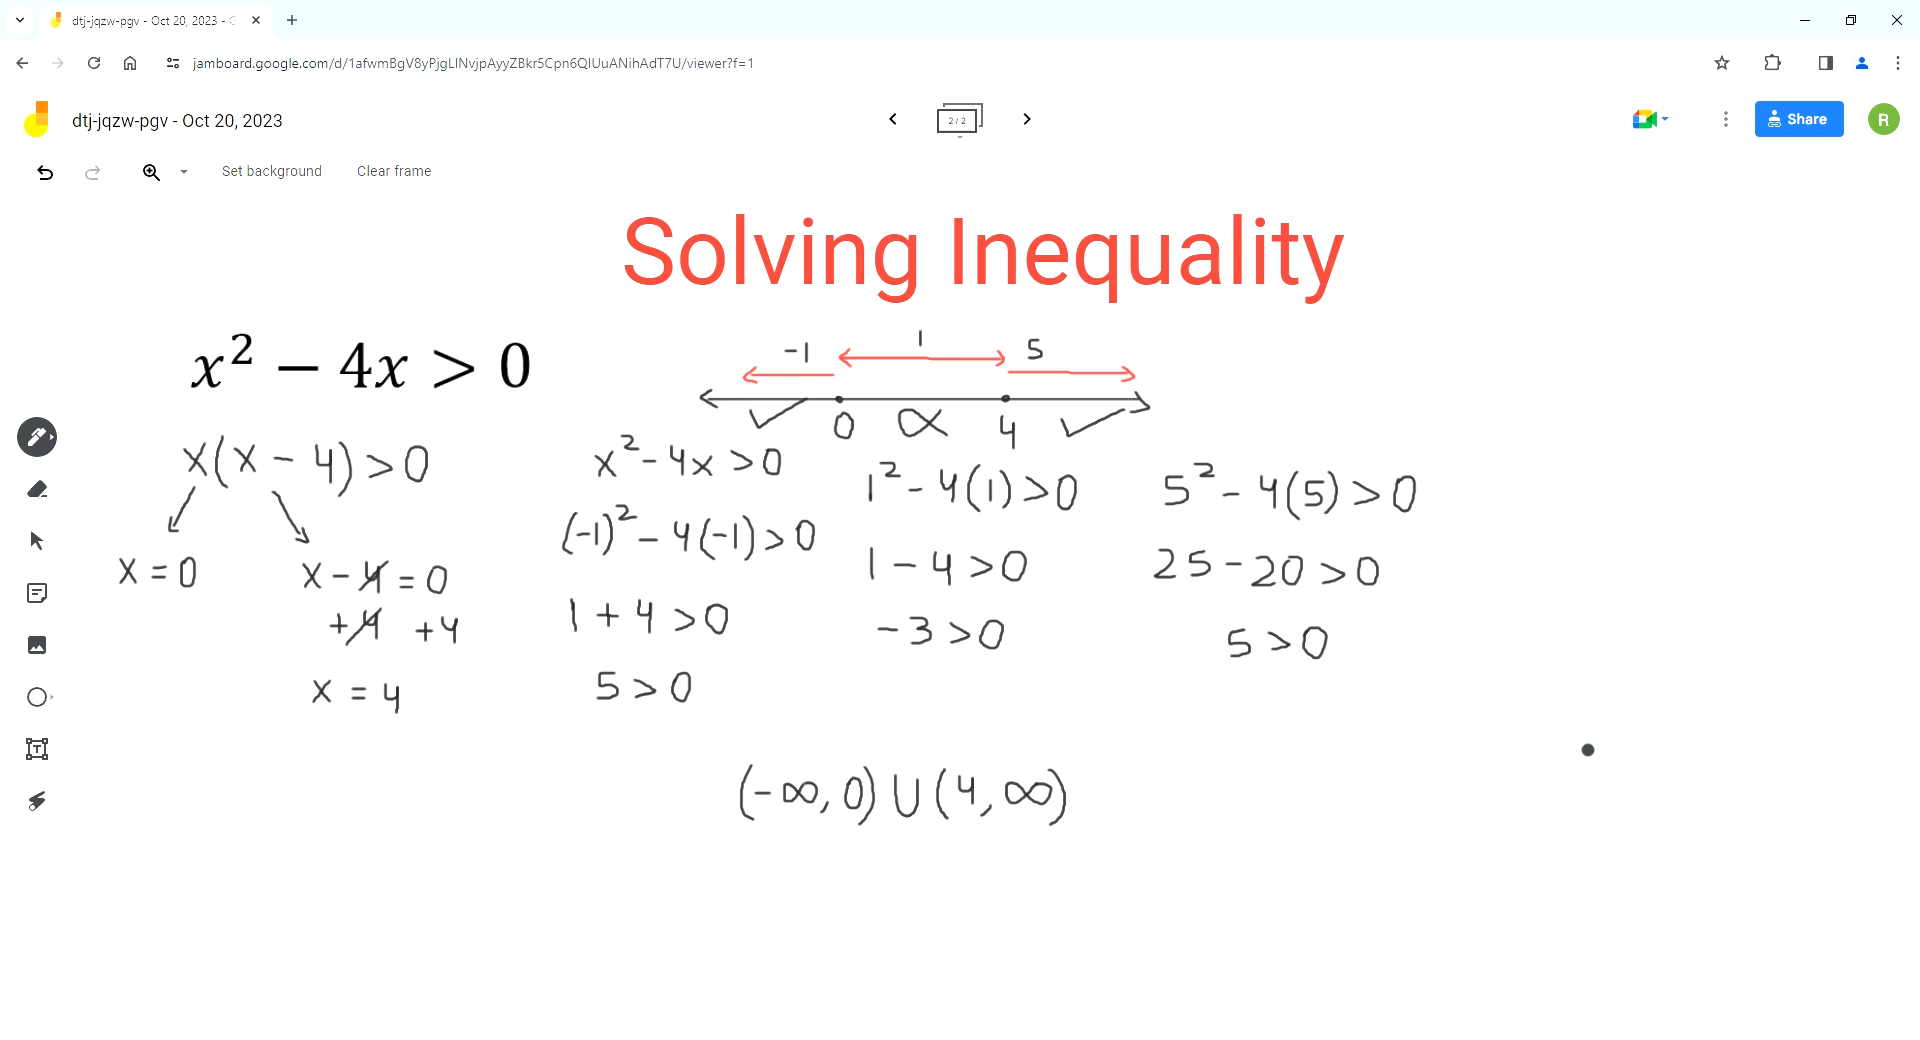 dtj-jqzw-pgv - Oct 20, 2023 -
jamboard.google.com/d/1afwmBgV8yPjgLlNvjpAyyZBkr5Cpn6QlUuANihAdT7U/viewer?f=1
dtj-jqzw-pgv - Oct 20, 2023
2 / 2
Share
R
Set background
Clear frame
Solving Inequality
x² − 4x > 0
-1 1 5
0 ∝ 4
x(x - 4) > 0
x = 0
x - 4 = 0
+4 +4
x = 4
x² - 4x > 0
(-1)² - 4(-1) > 0
1 + 4 > 0
5 > 0
1² - 4(1) > 0
1 - 4 > 0
-3 > 0
5² - 4(5) > 0
25 - 20 > 0
5 > 0
(-∞, 0) ∪ (4, ∞)